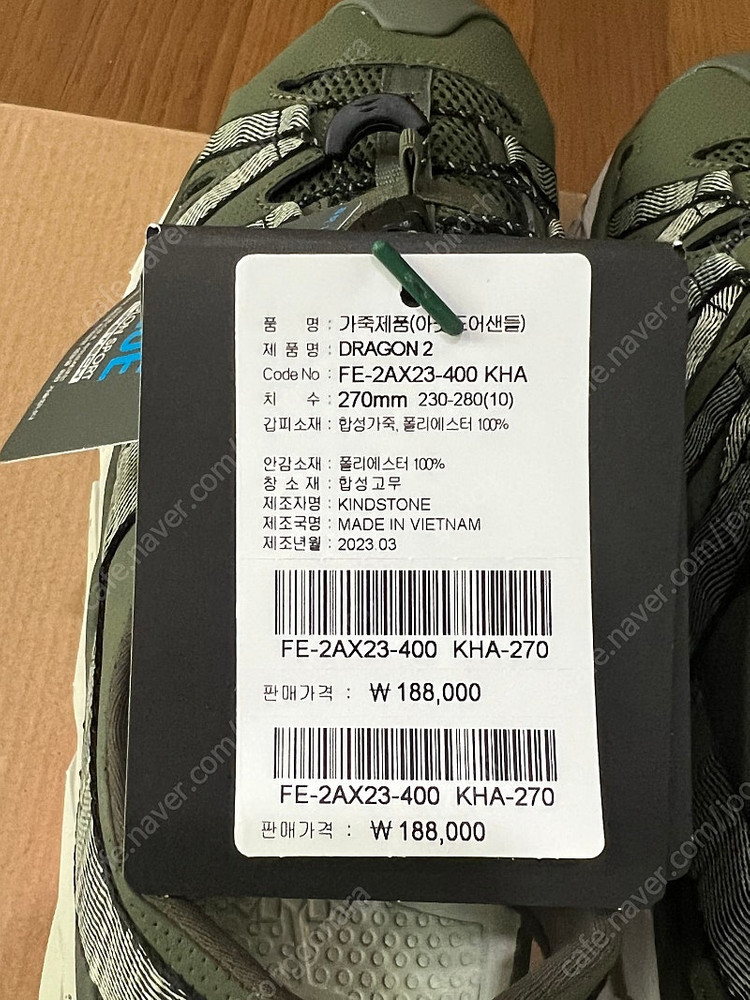 품 명 : 가죽제품(아웃도어샌들)
제 품 명 : DRAGON 2
Code No : FE-2AX23-400 KHA
치 수 : 270mm 230-280(10)
갑피소재 : 합성가죽, 폴리에스터 100%
안감소재 : 폴리에스터 100%
창 소 재 : 합성고무
제조자명 : KINDSTONE
제조국명 : MADE IN VIETNAM
제조년월 : 2023.03
FE-2AX23-400 KHA-270
판매가격 : ₩ 188,000
FE-2AX23-400 KHA-270
판매가격 : ₩ 188,000